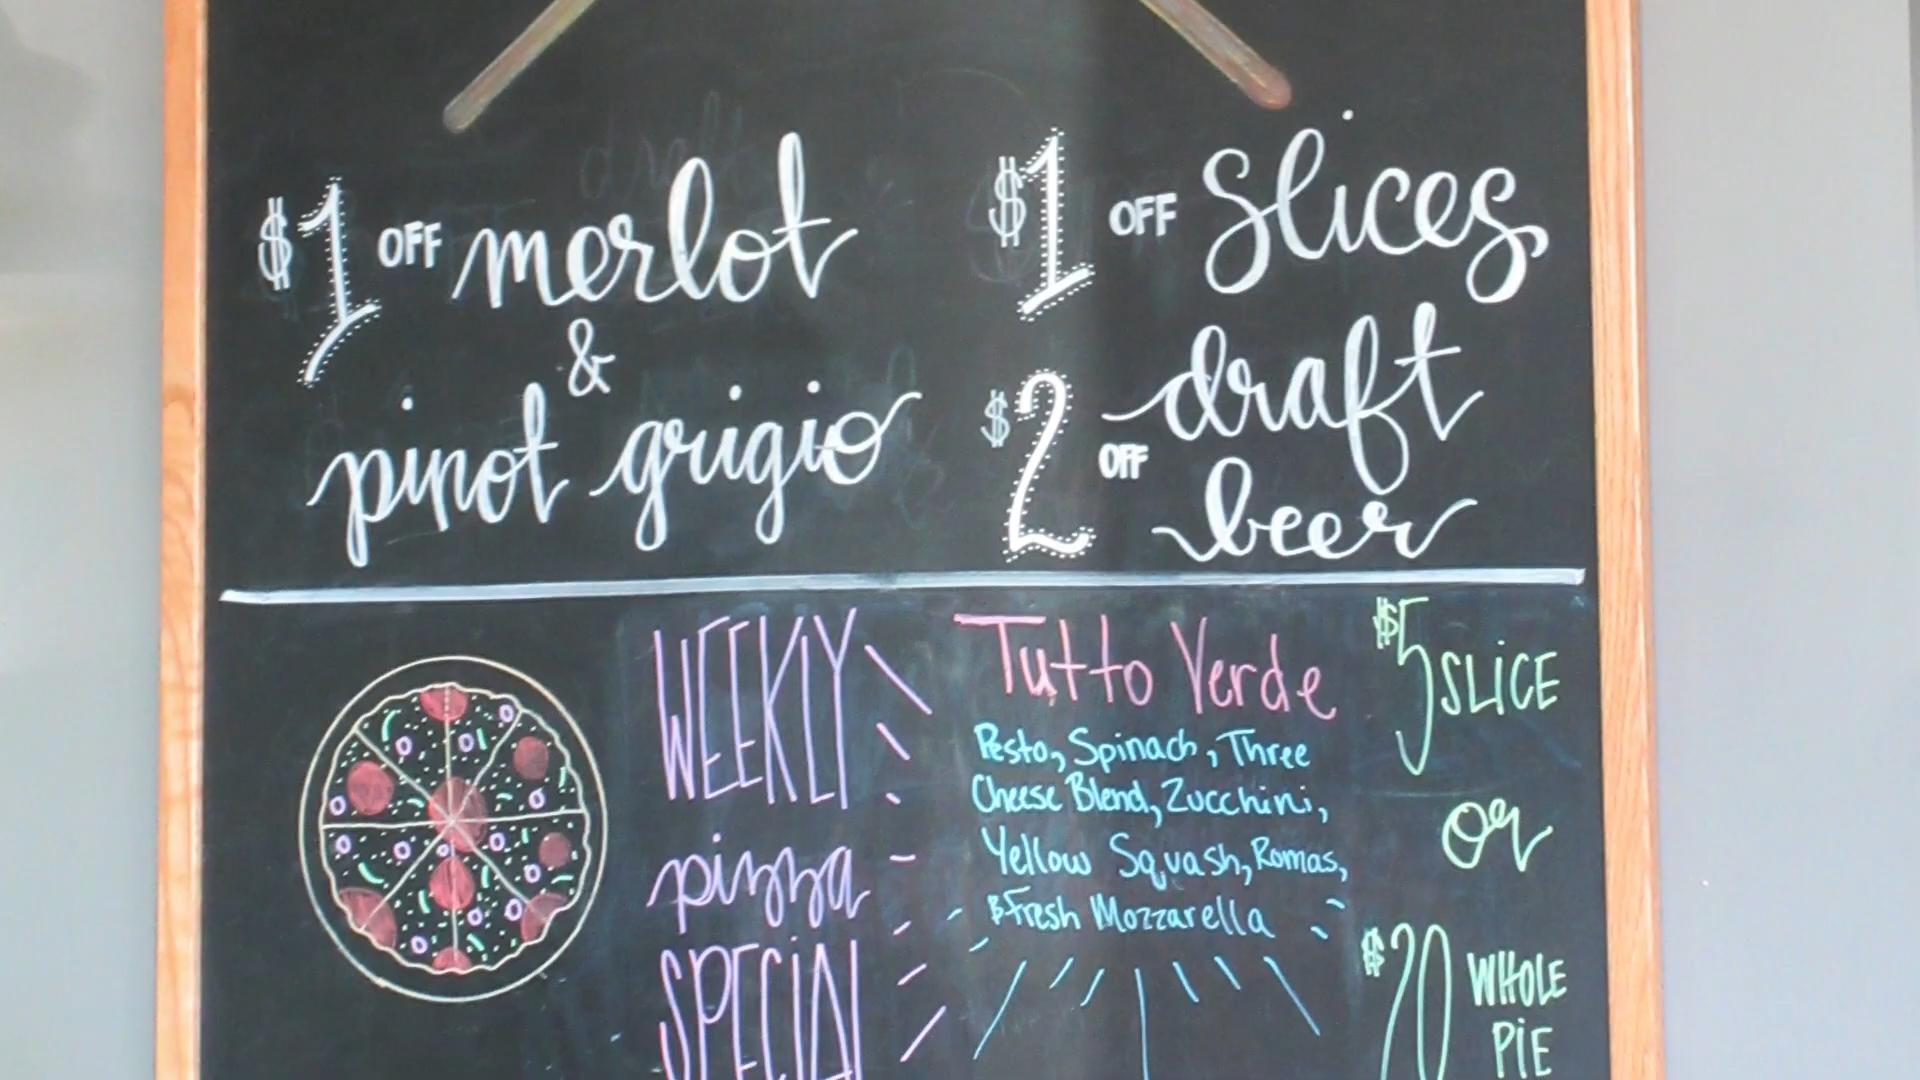 $1 OFF merlot
&
pinot grigio
$1 OFF slices
$2 OFF draft
beer
WEEKLY
pizza
SPECIAL
Tutto Verde
Pesto, Spinach, Three
Cheese Blend, Zucchini,
Yellow Squash, Romas,
& Fresh Mozzarella
$5 SLICE
or
$20 WHOLE
PIE